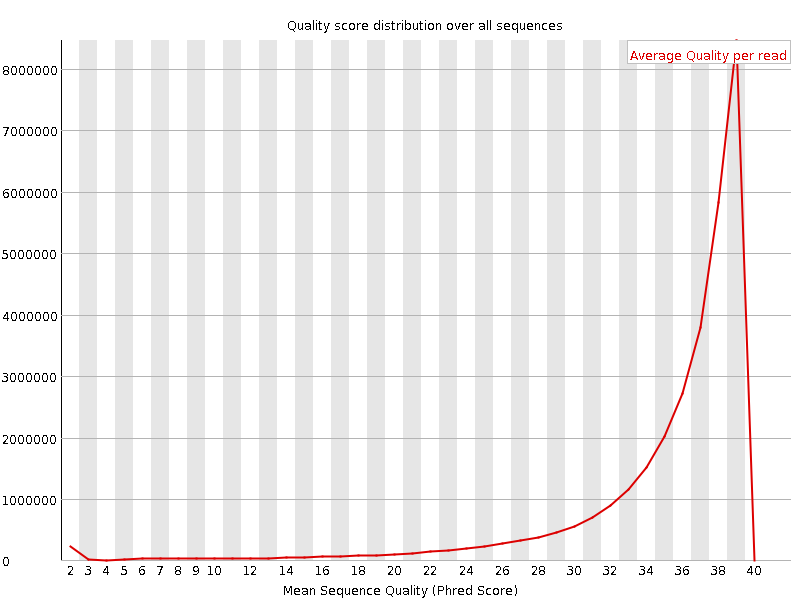 Quality score distribution over all sequences
Average Quality per read
8000000
7000000
6000000
5000000
4000000
3000000
2000000
1000000
0
2 3 4 5 6 7 8 9 10 12 14 16 18 20 22 24 26 28 30 32 34 36 38 40
Mean Sequence Quality (Phred Score)